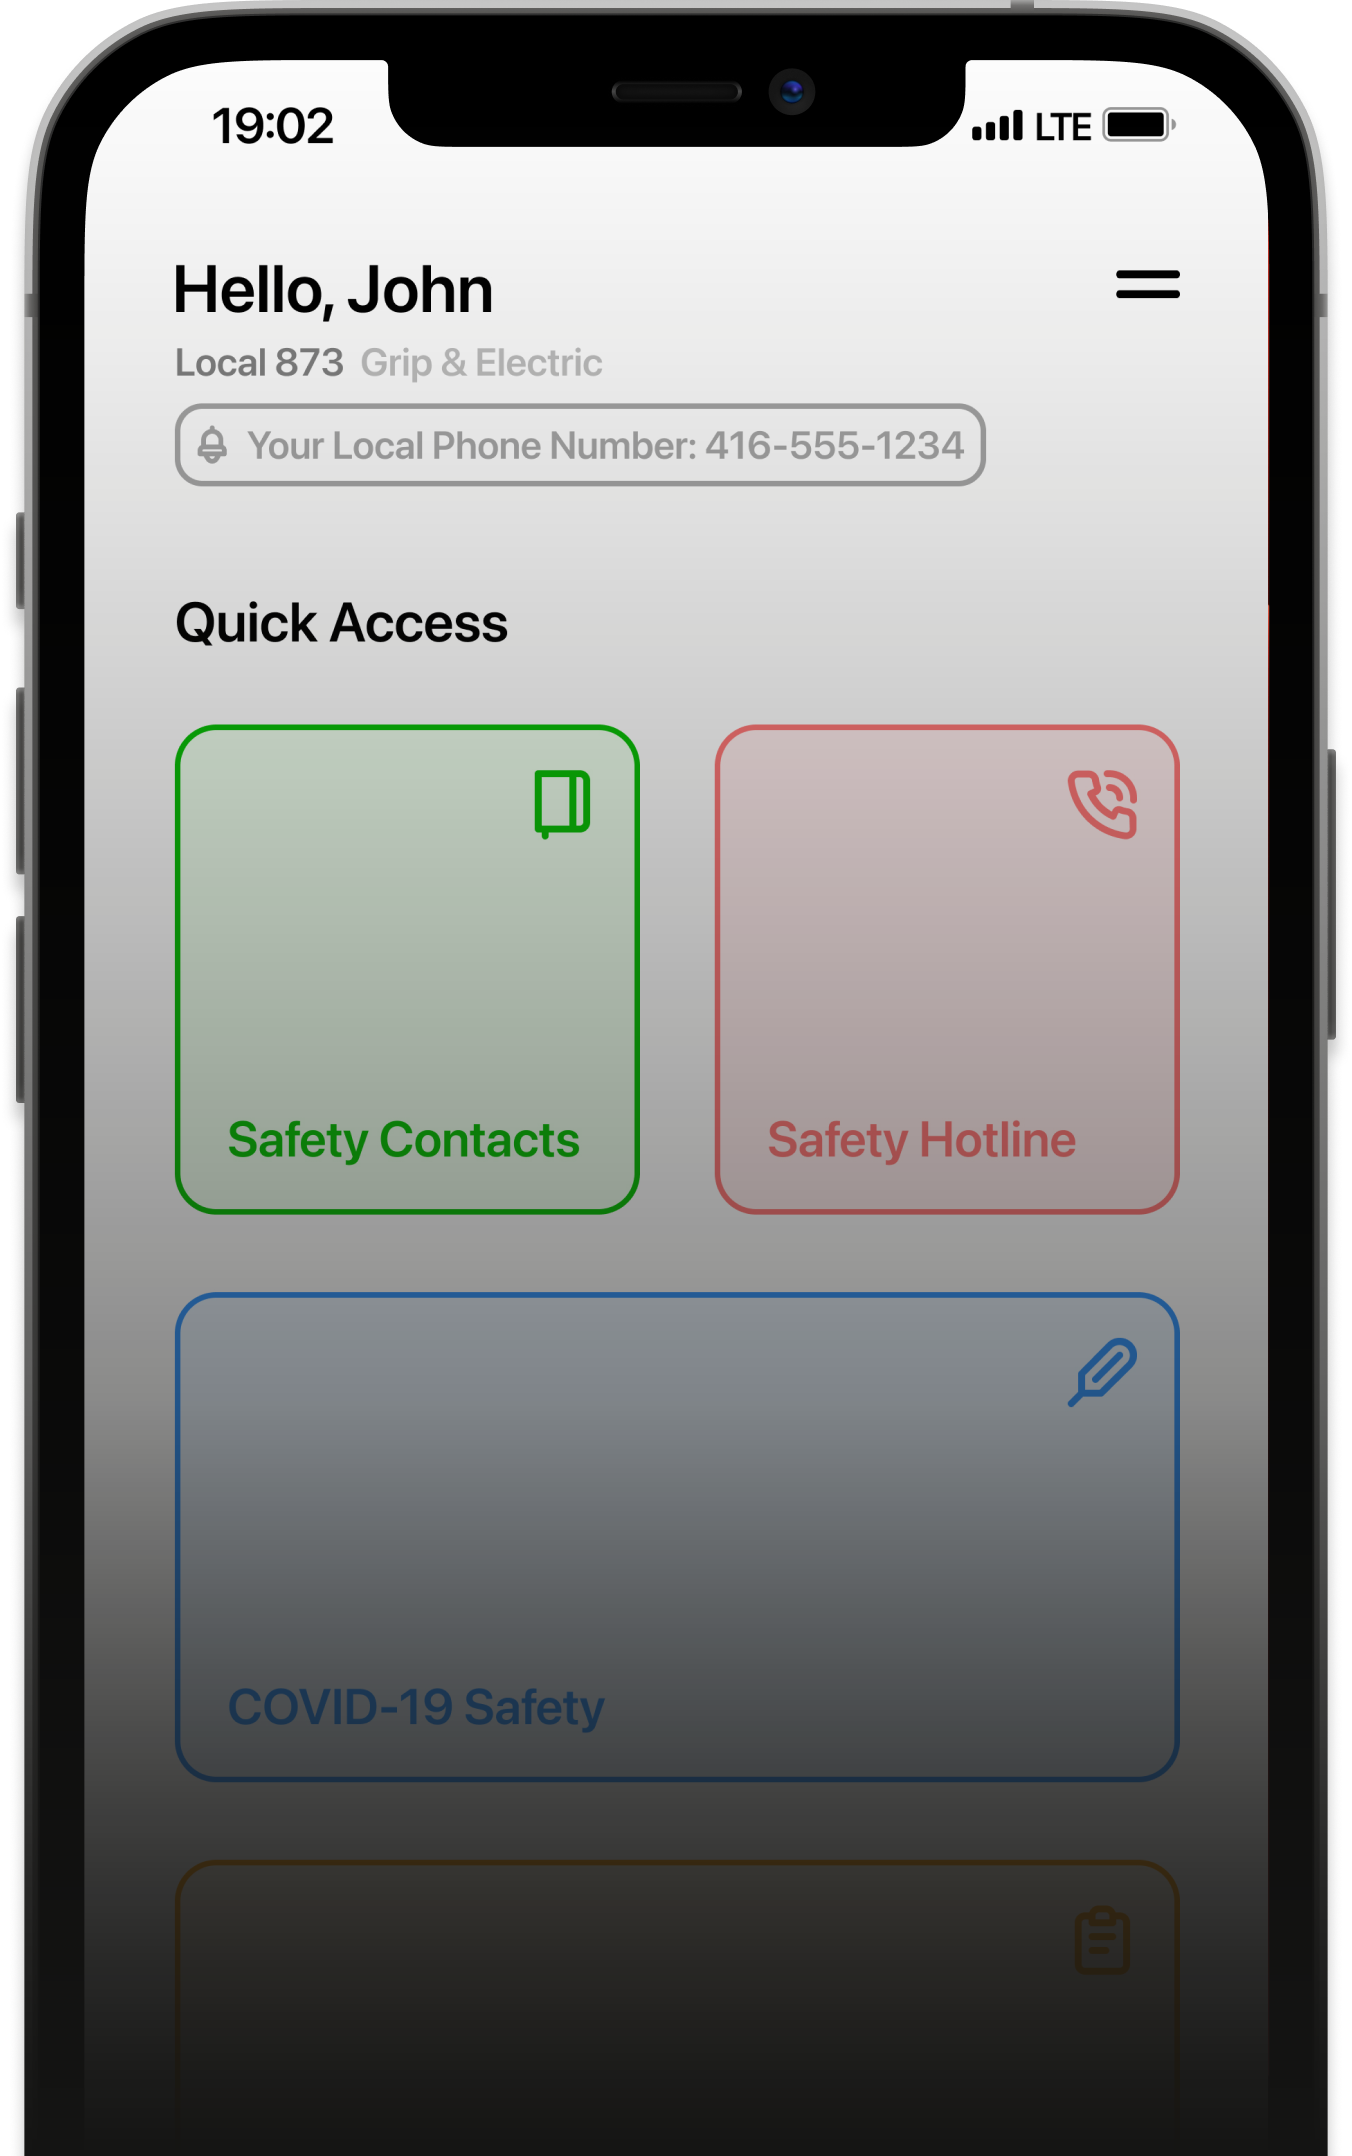 19:02 LTE
Hello, John
Local 873 Grip & Electric
Your Local Phone Number: 416-555-1234
Quick Access
Safety Contacts Safety Hotline
COVID-19 Safety